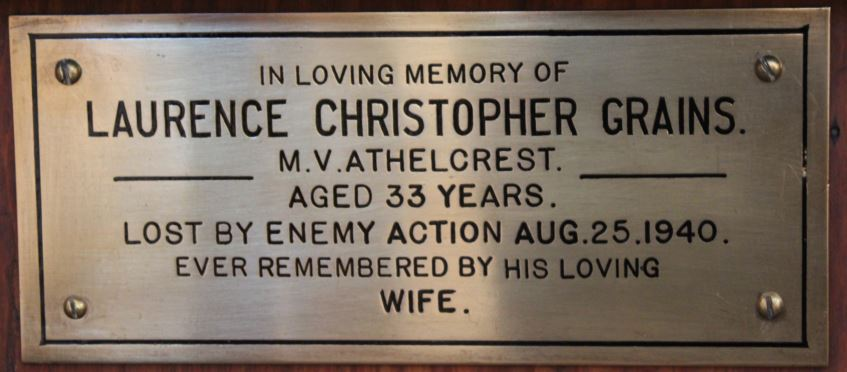 IN LOVING MEMORY OF
LAURENCE CHRISTOPHER GRAINS.
M.V. ATHELCREST.
AGED 33 YEARS.
LOST BY ENEMY ACTION AUG.25.1940.
EVER REMEMBERED BY HIS LOVING
WIFE.